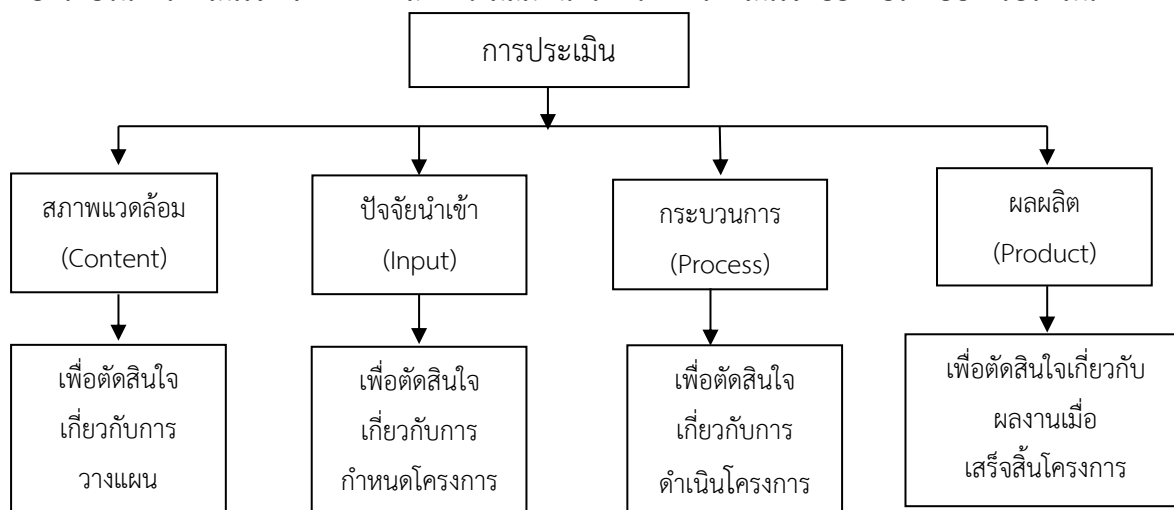 การประเมิน
สภาพแวดล้อม
(Content)
ปัจจัยนำเข้า
(Input)
กระบวนการ
(Process)
ผลผลิต
(Product)
เพื่อตัดสินใจ
เกี่ยวกับการ
วางแผน
เพื่อตัดสินใจ
เกี่ยวกับการ
กำหนดโครงการ
เพื่อตัดสินใจ
เกี่ยวกับการ
ดำเนินโครงการ
เพื่อตัดสินใจเกี่ยวกับ
ผลงานเมื่อ
เสร็จสิ้นโครงการ